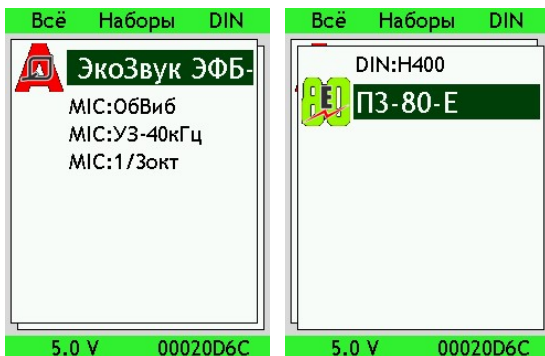 Всё Наборы DIN
ЭкоЗвук ЭФБ-
MIC:ОбВиб
MIC:УЗ-40кГц
MIC:1/3окт
5.0 V 00020D6C
Всё Наборы DIN
DIN:H400
ПЗ-80-Е
5.0 V 00020D6C